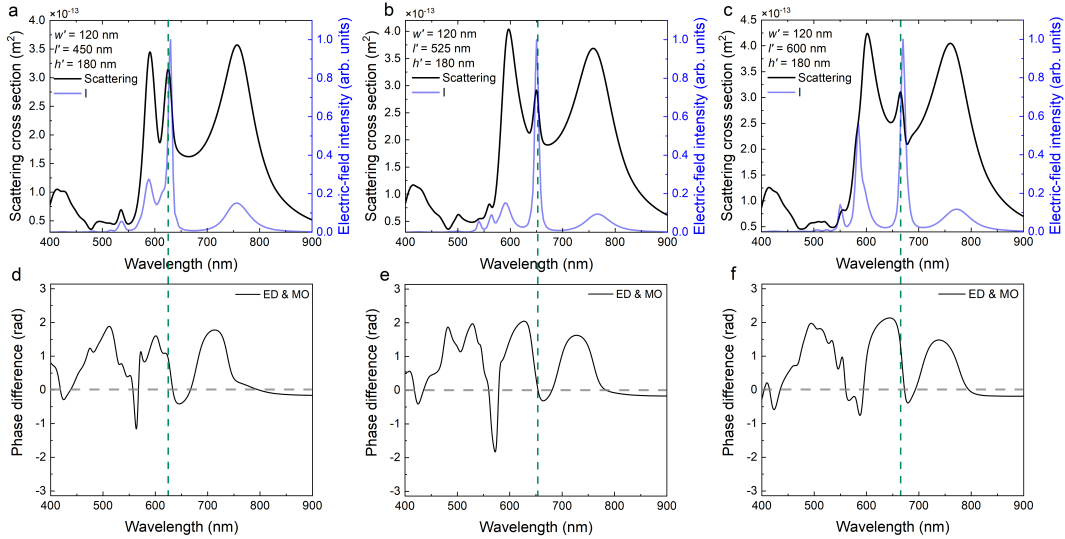 a
×10⁻¹³
4.0
3.5
3.0
2.5
2.0
1.5
1.0
0.5
Scattering cross section (m²)
w' = 120 nm
l' = 450 nm
h' = 180 nm
Scattering
I
1.0
0.8
0.6
0.4
0.2
0.0
Electric-field intensity (arb. units)
400 500 600 700 800 900
Wavelength (nm)
b
×10⁻¹³
4.0
3.5
3.0
2.5
2.0
1.5
1.0
0.5
Scattering cross section (m²)
w' = 120 nm
l' = 525 nm
h' = 180 nm
Scattering
I
1.0
0.8
0.6
0.4
0.2
0.0
Electric-field intensity (arb. units)
400 500 600 700 800 900
Wavelength (nm)
c
×10⁻¹³
4.5
4.0
3.5
3.0
2.5
2.0
1.5
1.0
0.5
Scattering cross section (m²)
w' = 120 nm
l' = 600 nm
h' = 180 nm
Scattering
I
1.0
0.8
0.6
0.4
0.2
0.0
Electric-field intensity (arb. units)
400 500 600 700 800 900
Wavelength (nm)
d
3
2
1
0
-1
-2
-3
Phase difference (rad)
ED & MO
400 500 600 700 800 900
Wavelength (nm)
e
3
2
1
0
-1
-2
-3
Phase difference (rad)
ED & MO
400 500 600 700 800 900
Wavelength (nm)
f
3
2
1
0
-1
-2
-3
Phase difference (rad)
ED & MO
400 500 600 700 800 900
Wavelength (nm)